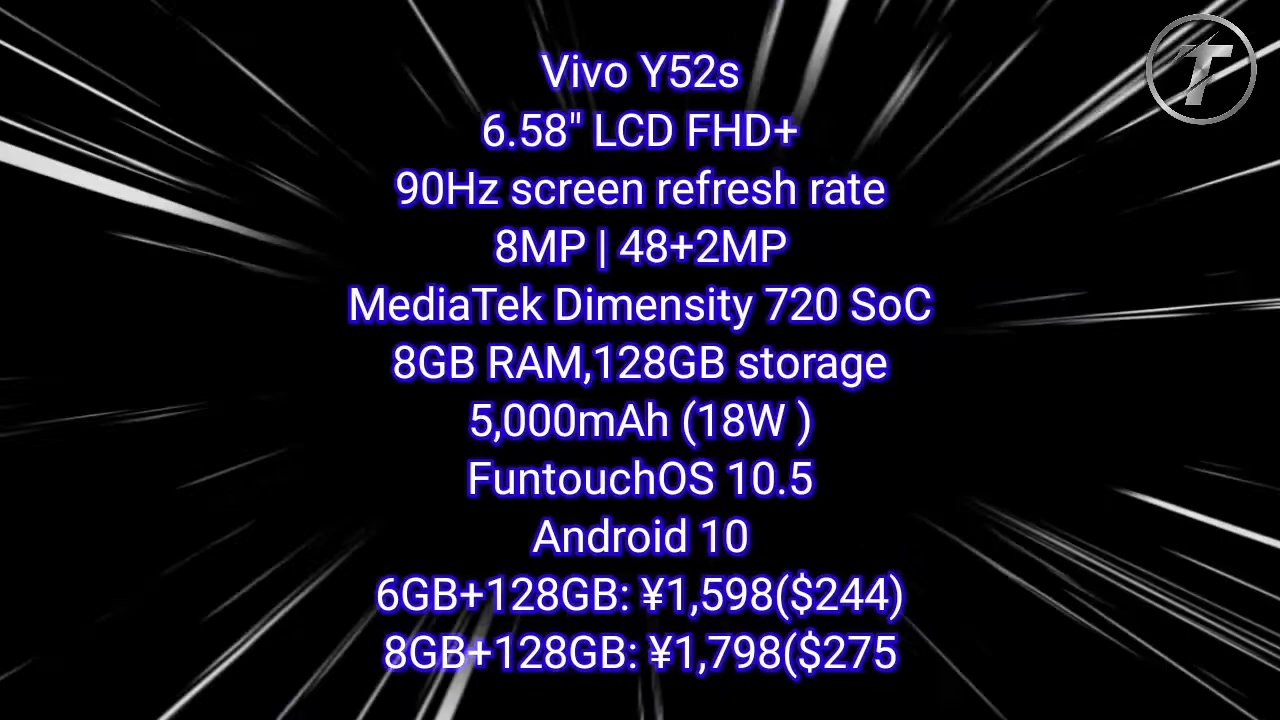 Vivo Y52s
6.58" LCD FHD+
90Hz screen refresh rate
8MP | 48+2MP
MediaTek Dimensity 720 SoC
8GB RAM,128GB storage
5,000mAh (18W )
FuntouchOS 10.5
Android 10
6GB+128GB: ¥1,598($244)
8GB+128GB: ¥1,798($275
T